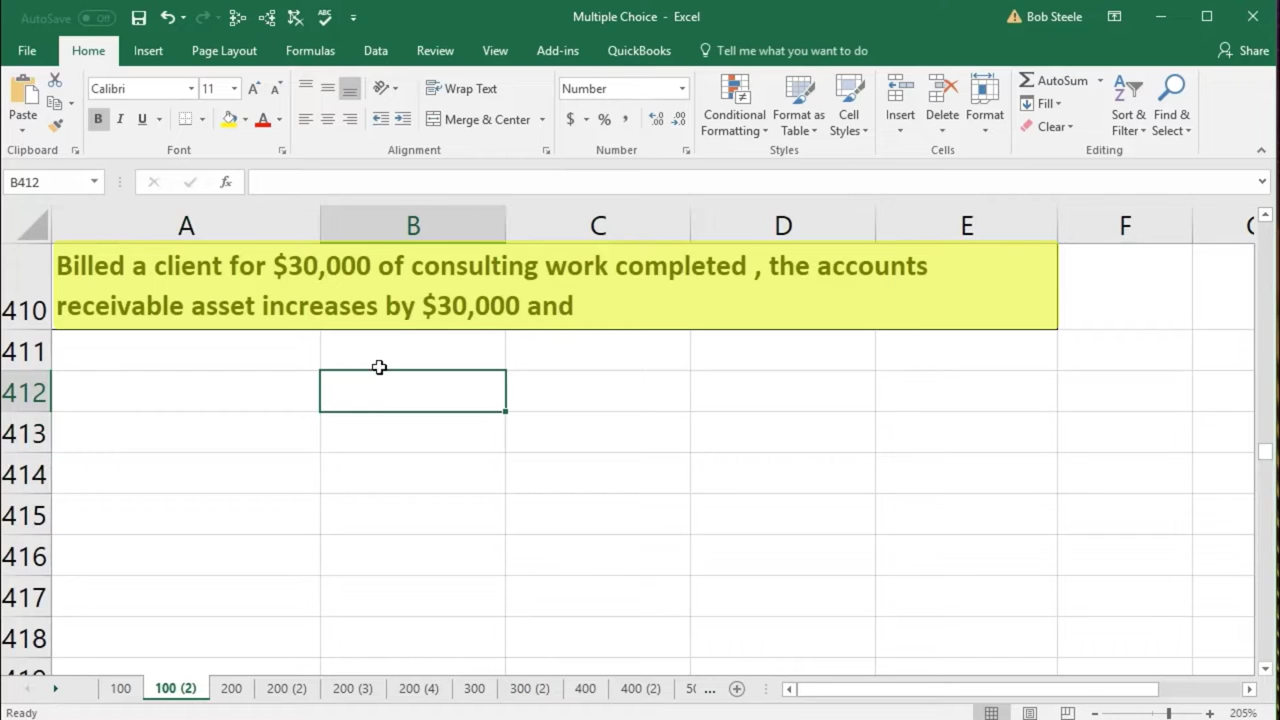 AutoSave Off
Multiple Choice - Excel
Bob Steele
File Home Insert Page Layout Formulas Data Review View Add-ins QuickBooks Tell me what you want to do Share
Paste
Clipboard
Calibri 11
B I U
Font
Wrap Text
Merge & Center
Alignment
Number
$ % ,
Number
Conditional Formatting
Format as Table
Cell Styles
Styles
Insert Delete Format
Cells
AutoSum
Fill
Clear
Sort & Filter
Find & Select
Editing
B412 fx
A B C D E F
410 Billed a client for $30,000 of consulting work completed , the accounts
receivable asset increases by $30,000 and
411
412
413
414
415
416
417
418
100 100 (2) 200 200 (2) 200 (3) 200 (4) 300 300 (2) 400 400 (2) ...
Ready 205%